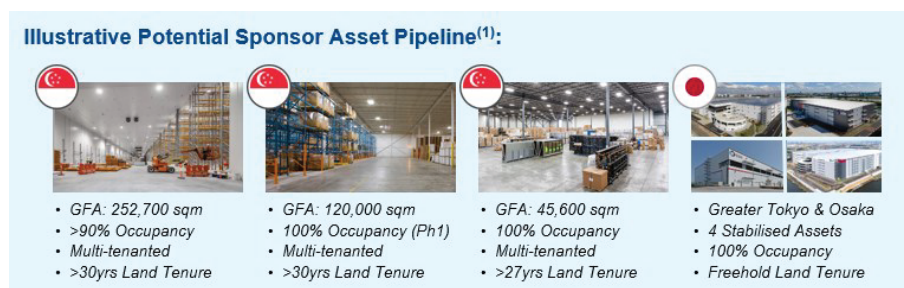 Illustrative Potential Sponsor Asset Pipeline(1):
• GFA: 252,700 sqm
• >90% Occupancy
• Multi-tenanted
• >30yrs Land Tenure
• GFA: 120,000 sqm
• 100% Occupancy (Ph1)
• Multi-tenanted
• >30yrs Land Tenure
• GFA: 45,600 sqm
• 100% Occupancy
• Multi-tenanted
• >27yrs Land Tenure
• Greater Tokyo & Osaka
• 4 Stabilised Assets
• 100% Occupancy
• Freehold Land Tenure